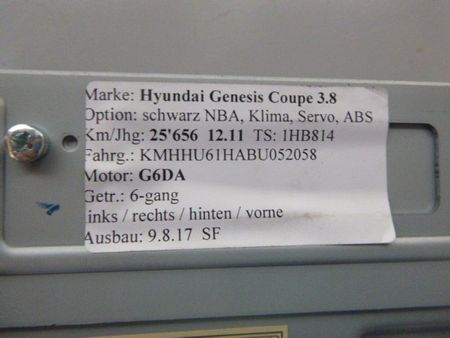 Marke: Hyundai Genesis Coupe 3.8
Option: schwarz NBA, Klima, Servo, ABS
Km/Jhg: 25'656 12.11 TS: 1HB814
Fahrg.: KMHHU61HABU052058
Motor: G6DA
Getr.: 6-gang
links / rechts / hinten / vorne
Ausbau: 9.8.17 SF